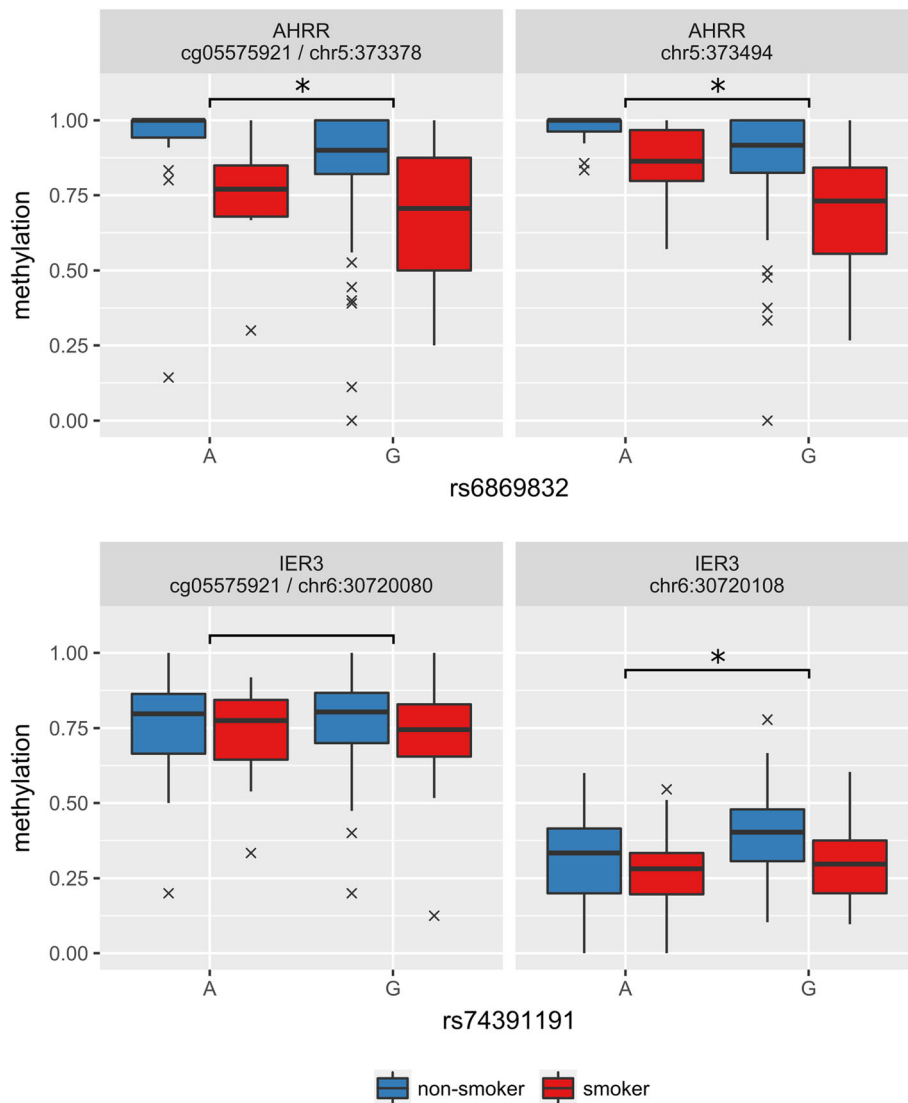 AHRR
cg05575921 / chr5:373378
AHRR
chr5:373494
*
*
1.00
0.75
0.50
0.25
0.00
methylation
A
G
A
G
rs6869832
IER3
cg05575921 / chr6:30720080
IER3
chr6:30720108
*
1.00
0.75
0.50
0.25
0.00
methylation
A
G
A
G
rs74391191
non-smoker
smoker